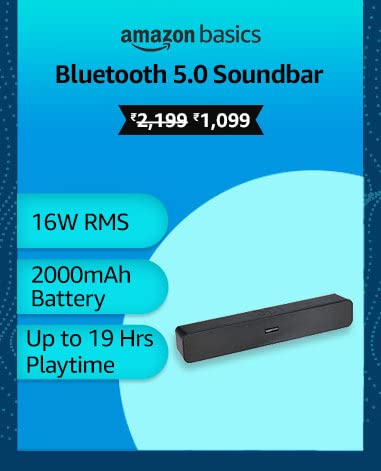 amazon basics
Bluetooth 5.0 Soundbar
₹2,199 ₹1,099
16W RMS
2000mAh
Battery
Up to 19 Hrs
Playtime